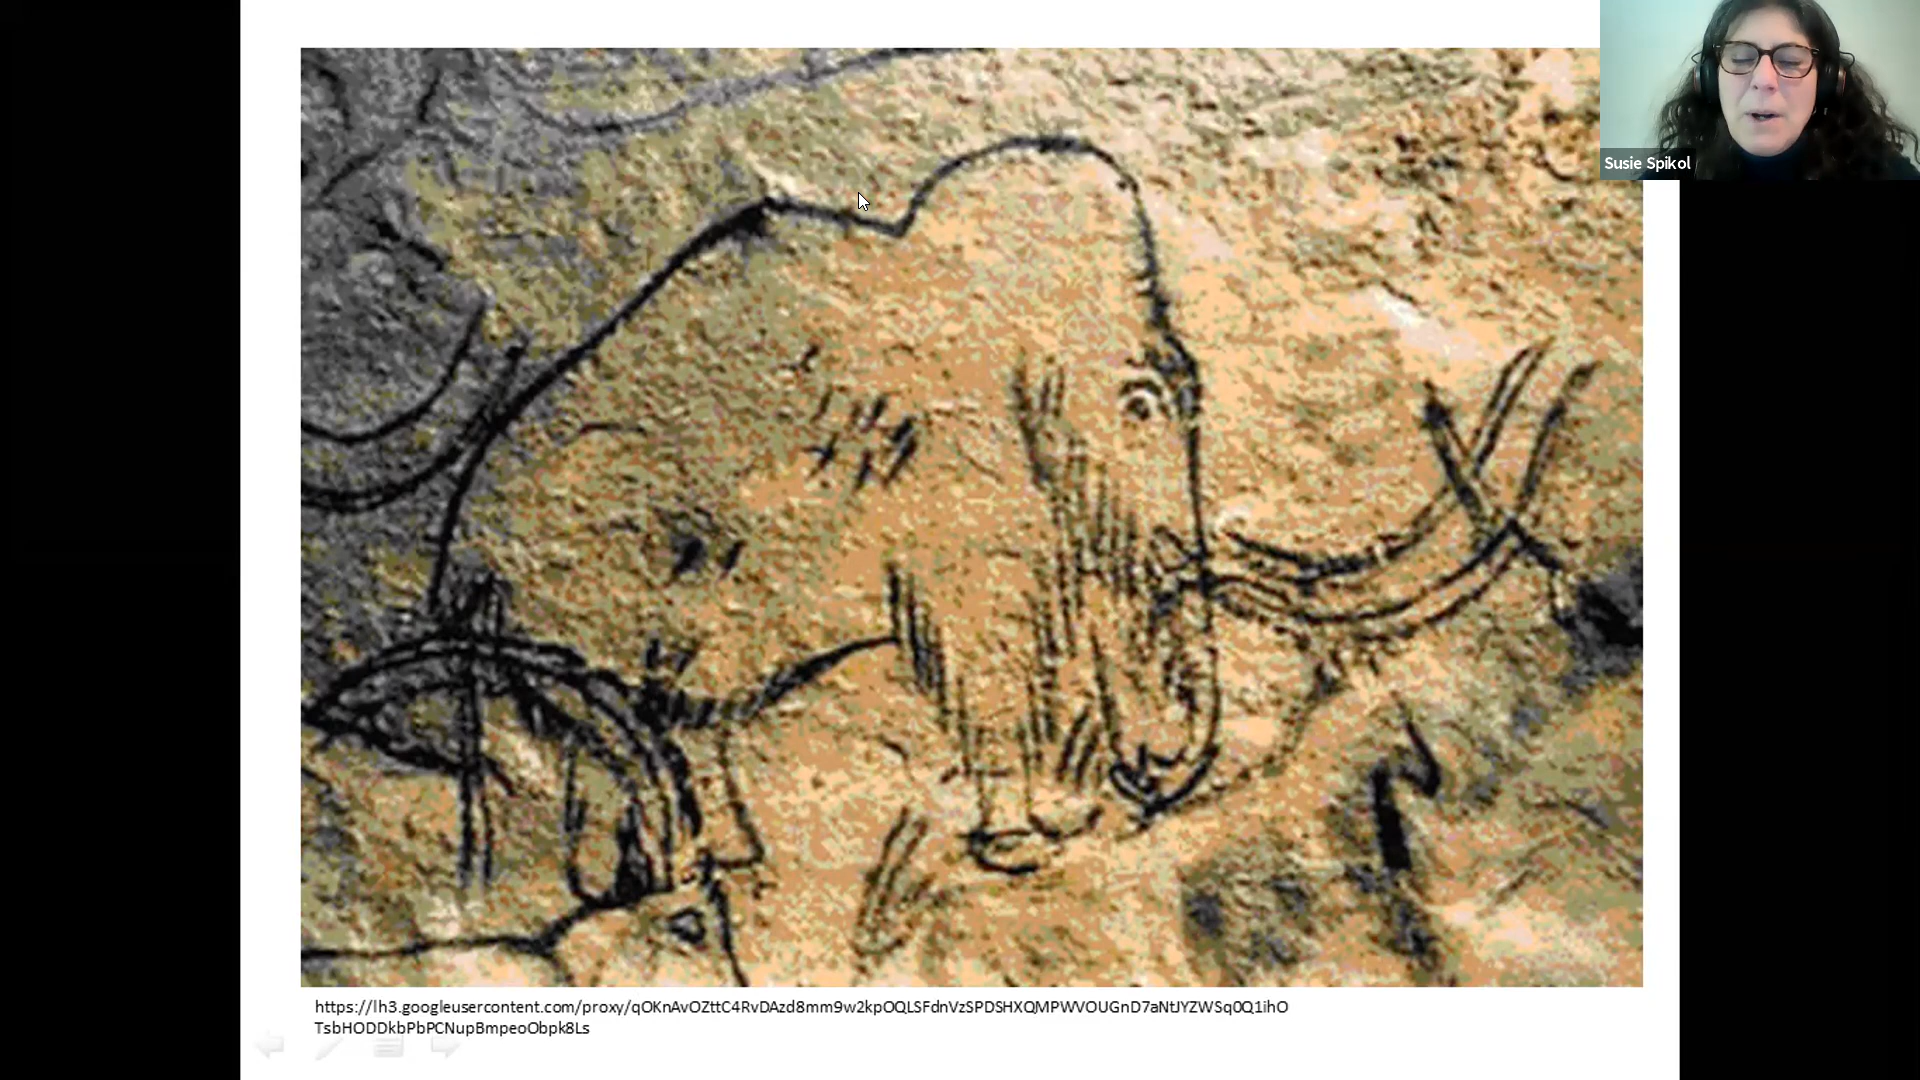 Susie Spikol
https://lh3.googleusercontent.com/proxy/qOKnAvOZttC4RvDAzd8mm9w2kpOQLSFdnVzSPDSHXQMPWVOUGnD7aNtJYZWSq0Q1ihO
TsbHODDkbPbPCNupBmpeoObpk8Ls